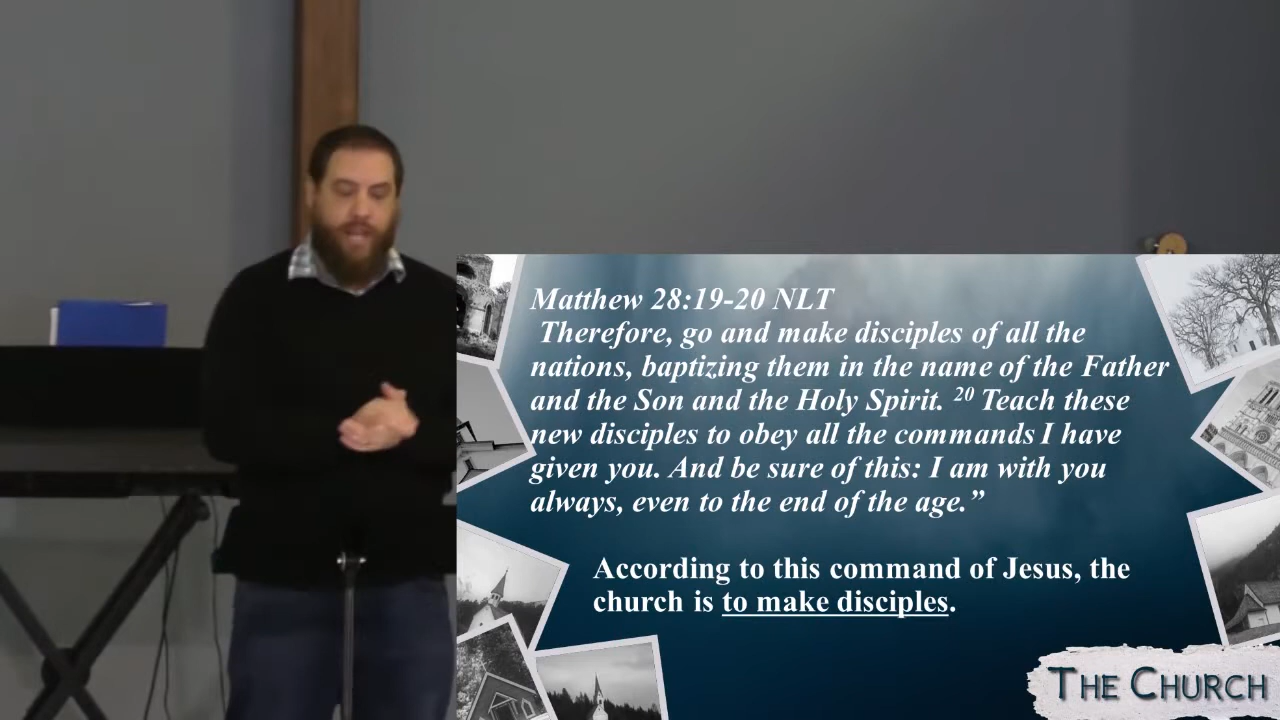 Matthew 28:19-20 NLT
Therefore, go and make disciples of all the
nations, baptizing them in the name of the Father
and the Son and the Holy Spirit. 20 Teach these
new disciples to obey all the commands I have
given you. And be sure of this: I am with you
always, even to the end of the age.”
According to this command of Jesus, the
church is to make disciples.
THE CHURCH